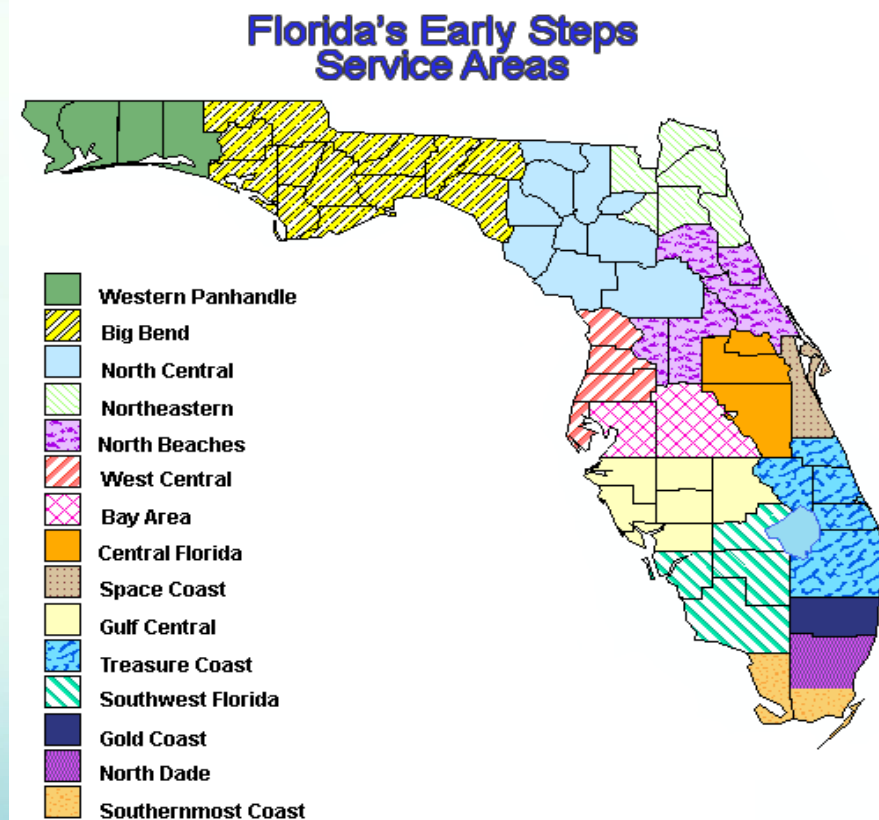 Florida's Early Steps
Service Areas
Western Panhandle
Big Bend
North Central
Northeastern
North Beaches
West Central
Bay Area
Central Florida
Space Coast
Gulf Central
Treasure Coast
Southwest Florida
Gold Coast
North Dade
Southernmost Coast